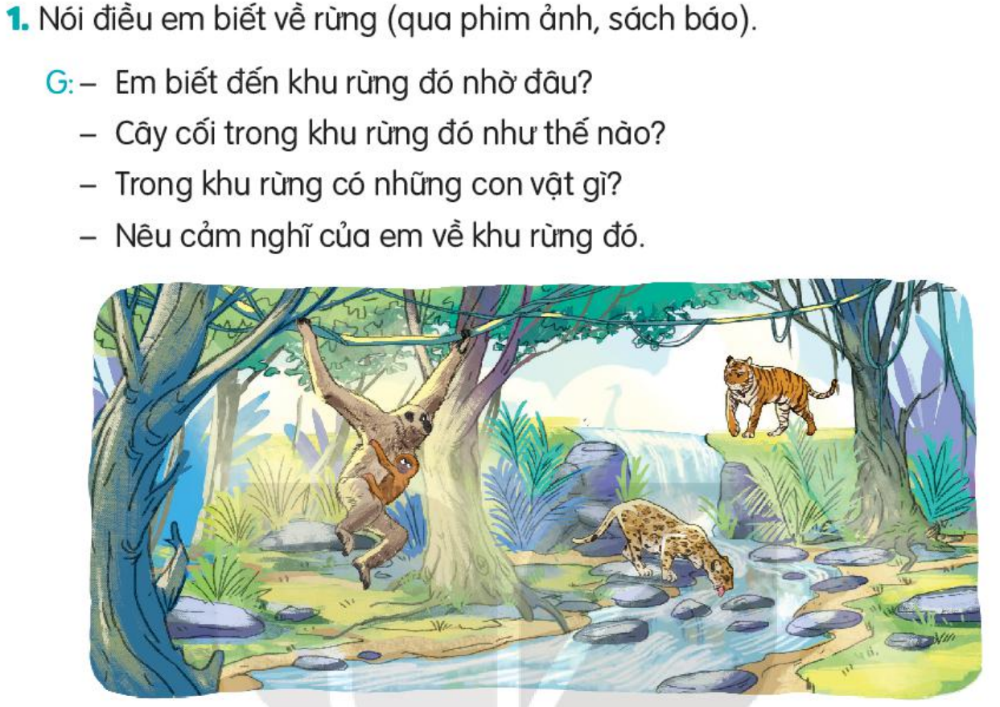 1. Nói điều em biết về rừng (qua phim ảnh, sách báo).
G: – Em biết đến khu rừng đó nhờ đâu?
– Cây cối trong khu rừng đó như thế nào?
– Trong khu rừng có những con vật gì?
– Nêu cảm nghĩ của em về khu rừng đó.